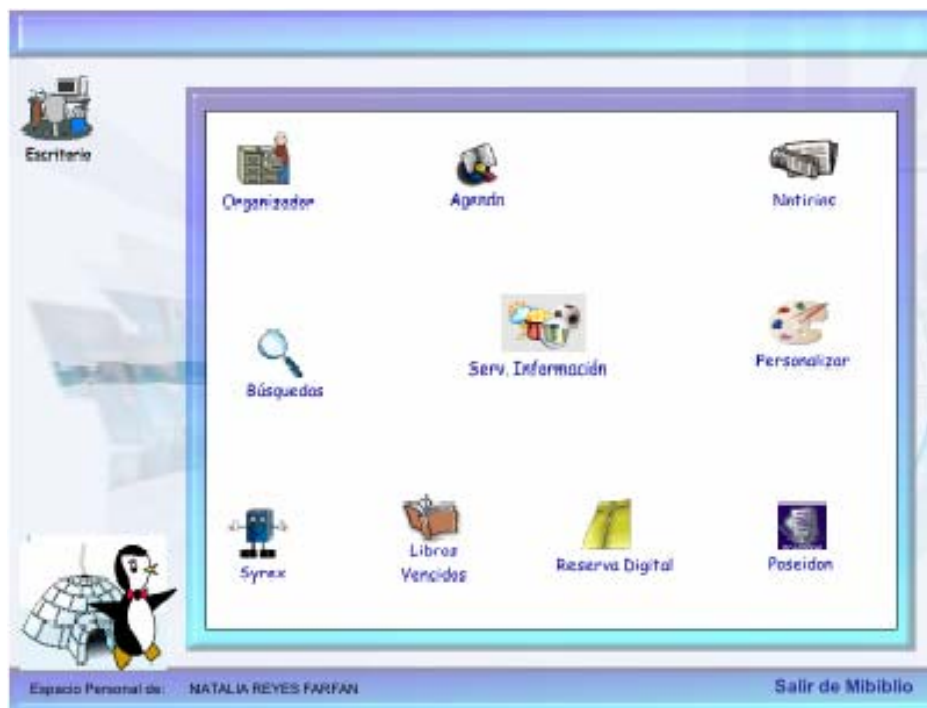 Escritorio
Organizador
Agenda
Noticias
Búsquedas
Serv. Información
Personalizar
Syrex
Libros
Vencidos
Reserva Digital
Poseidon
Espacio Personal de: NATALIA REYES FARFAN
Salir de Mibiblio